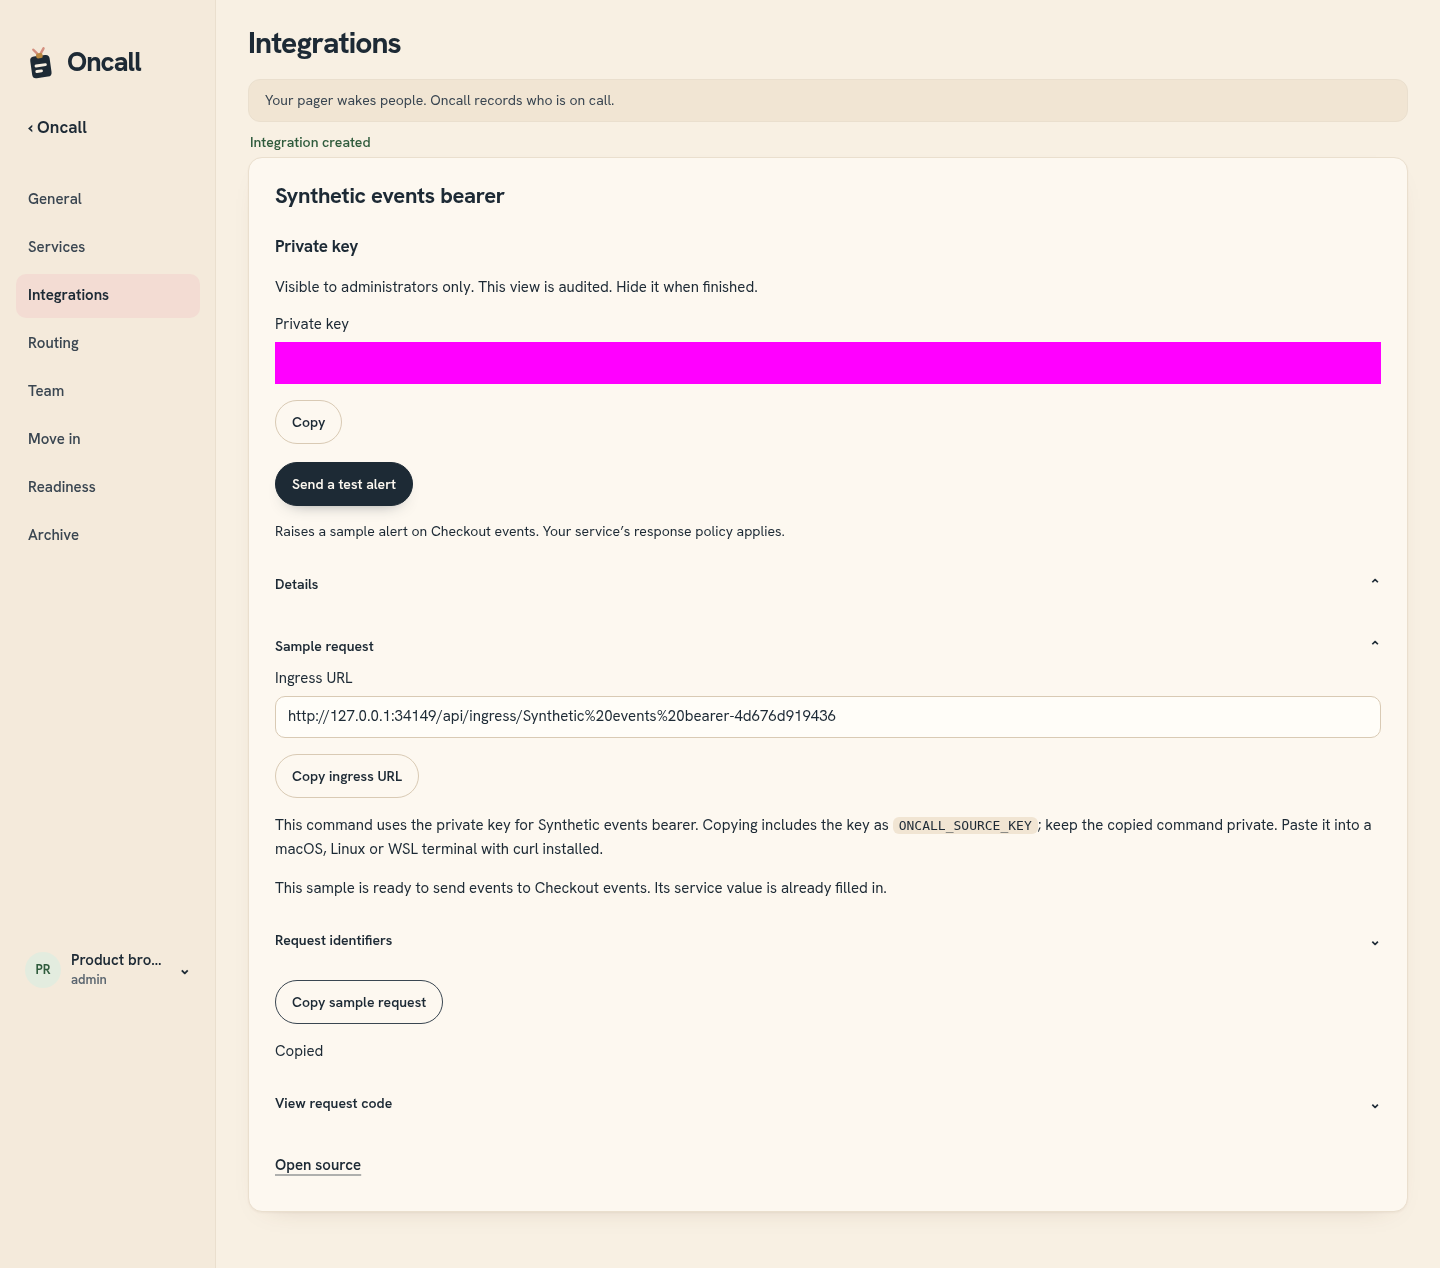 Oncall
‹ Oncall
General
Services
Integrations
Routing
Team
Move in
Readiness
Archive
PR
Product bro...
admin
Integrations
Your pager wakes people. Oncall records who is on call.
Integration created
Synthetic events bearer
Private key
Visible to administrators only. This view is audited. Hide it when finished.
Private key
Copy
Send a test alert
Raises a sample alert on Checkout events. Your service’s response policy applies.
Details
Sample request
Ingress URL
http://127.0.0.1:34149/api/ingress/Synthetic%20events%20bearer-4d676d919436
Copy ingress URL
This command uses the private key for Synthetic events bearer. Copying includes the key as ONCALL_SOURCE_KEY; keep the copied command private. Paste it into a
macOS, Linux or WSL terminal with curl installed.
This sample is ready to send events to Checkout events. Its service value is already filled in.
Request identifiers
Copy sample request
Copied
View request code
Open source